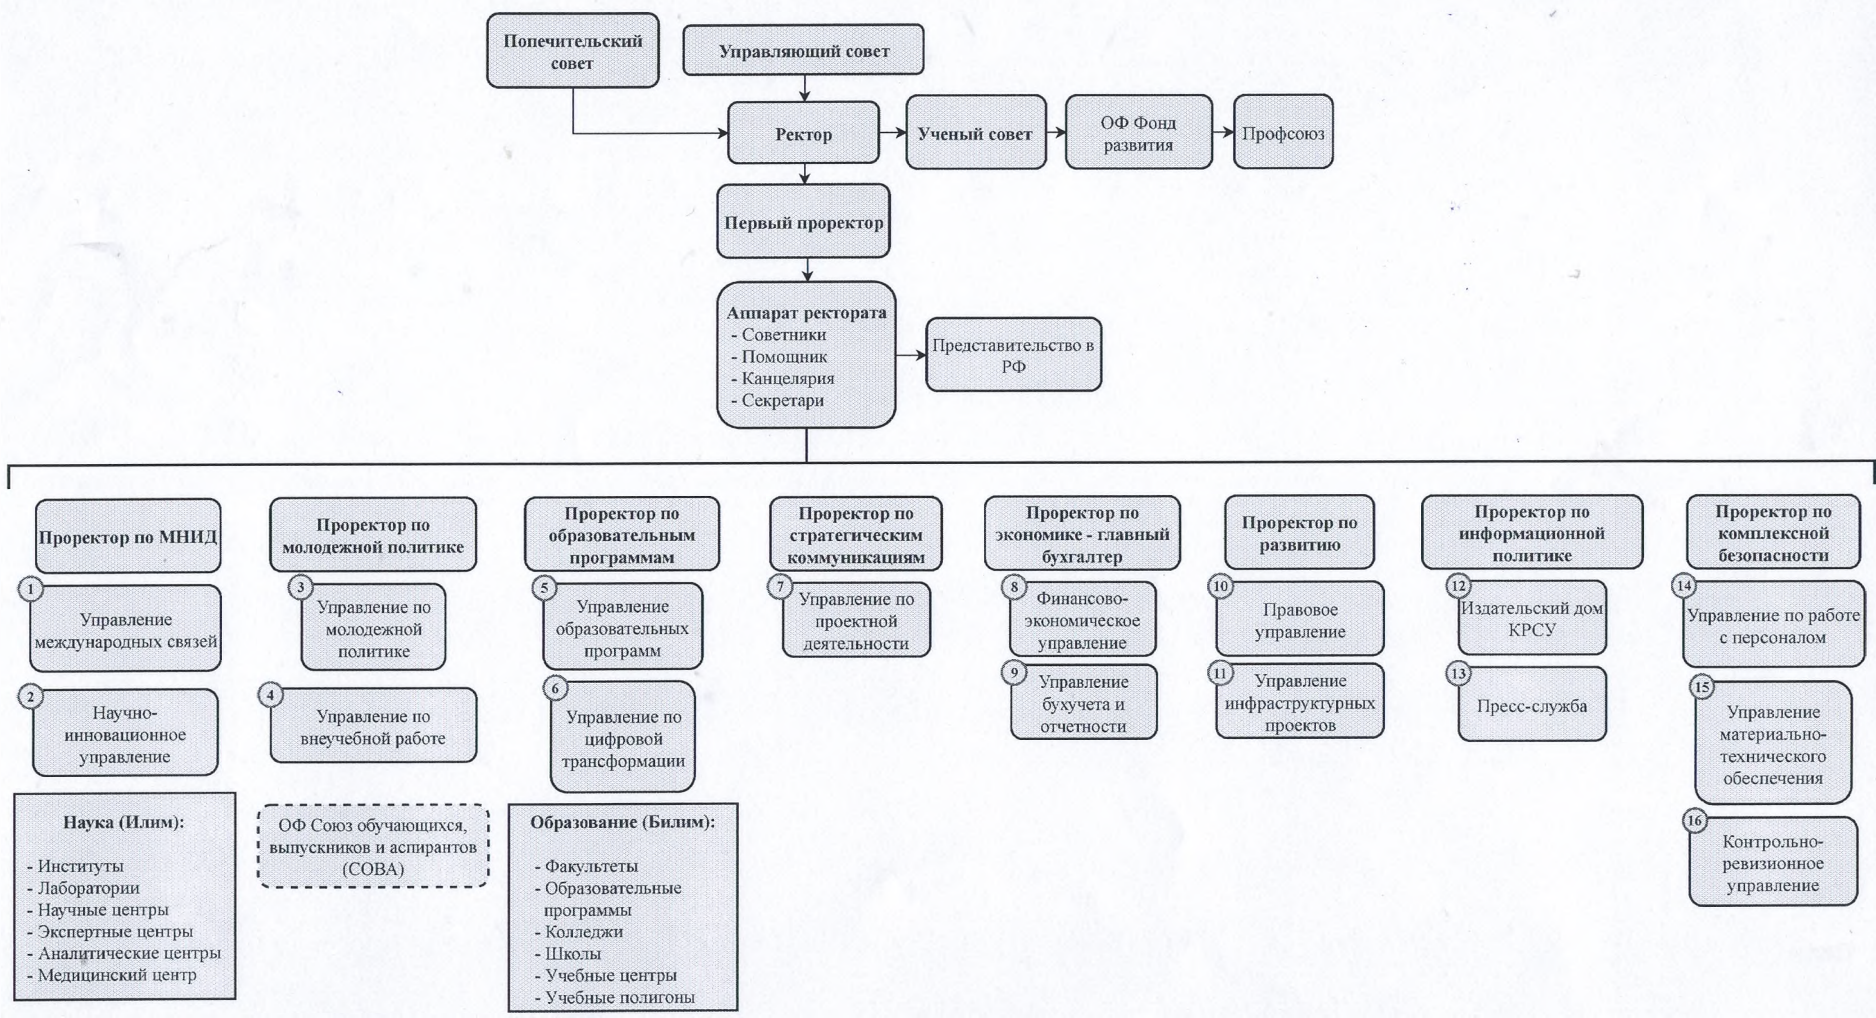 Попечительский
совет
Управляюший совет
Ректор
Ученый совет
ОФ Фонд
развития
Профсоюз
Первый проректор
Аппарат ректората
- Советники
- Помощник
- Канцелярия
- Секретари
Представительство в
РФ
Проректор по МНИД
1
Управление
международных связей
2
Научно-
инновационное
управление
Наука (Илим):
- Институты
- Лаборатории
- Научные центры
- Экспертные центры
- Аналитические центры
- Медицинский центр
Проректор по
молодежной политике
3
Управление по
молодежной
политике
4
Управление по
внеучебной работе
ОФ Союз обучающихся,
выпускников и аспирантов
(СОВА)
Проректор по
образовательным
программам
5
Управление
образовательных
программ
6
Управление по
цифровой
трансформации
Образование (Билим):
- Факультеты
- Образовательные
программы
- Колледжи
- Школы
- Учебные центры
- Учебные полигоны
Проректор по
стратегическим
коммуникациям
7
Управление по
проектной
деятельности
Проректор по
экономике - главный
бухгалтер
8
Финансово-
экономическое
управление
9
Управление
бухучета и
отчетности
Проректор по
развитию
10
Правовое
управление
11
Управление
инфраструктурных
проектов
Проректор по
информационной
политике
12
Издательский дом
КРСУ
13
Пресс-служба
Проректор по
комплексной
безопасности
14
Управление по работе
с персоналом
15
Управление
материально-
технического
обеспечения
16
Контрольно-
ревизионное
управление